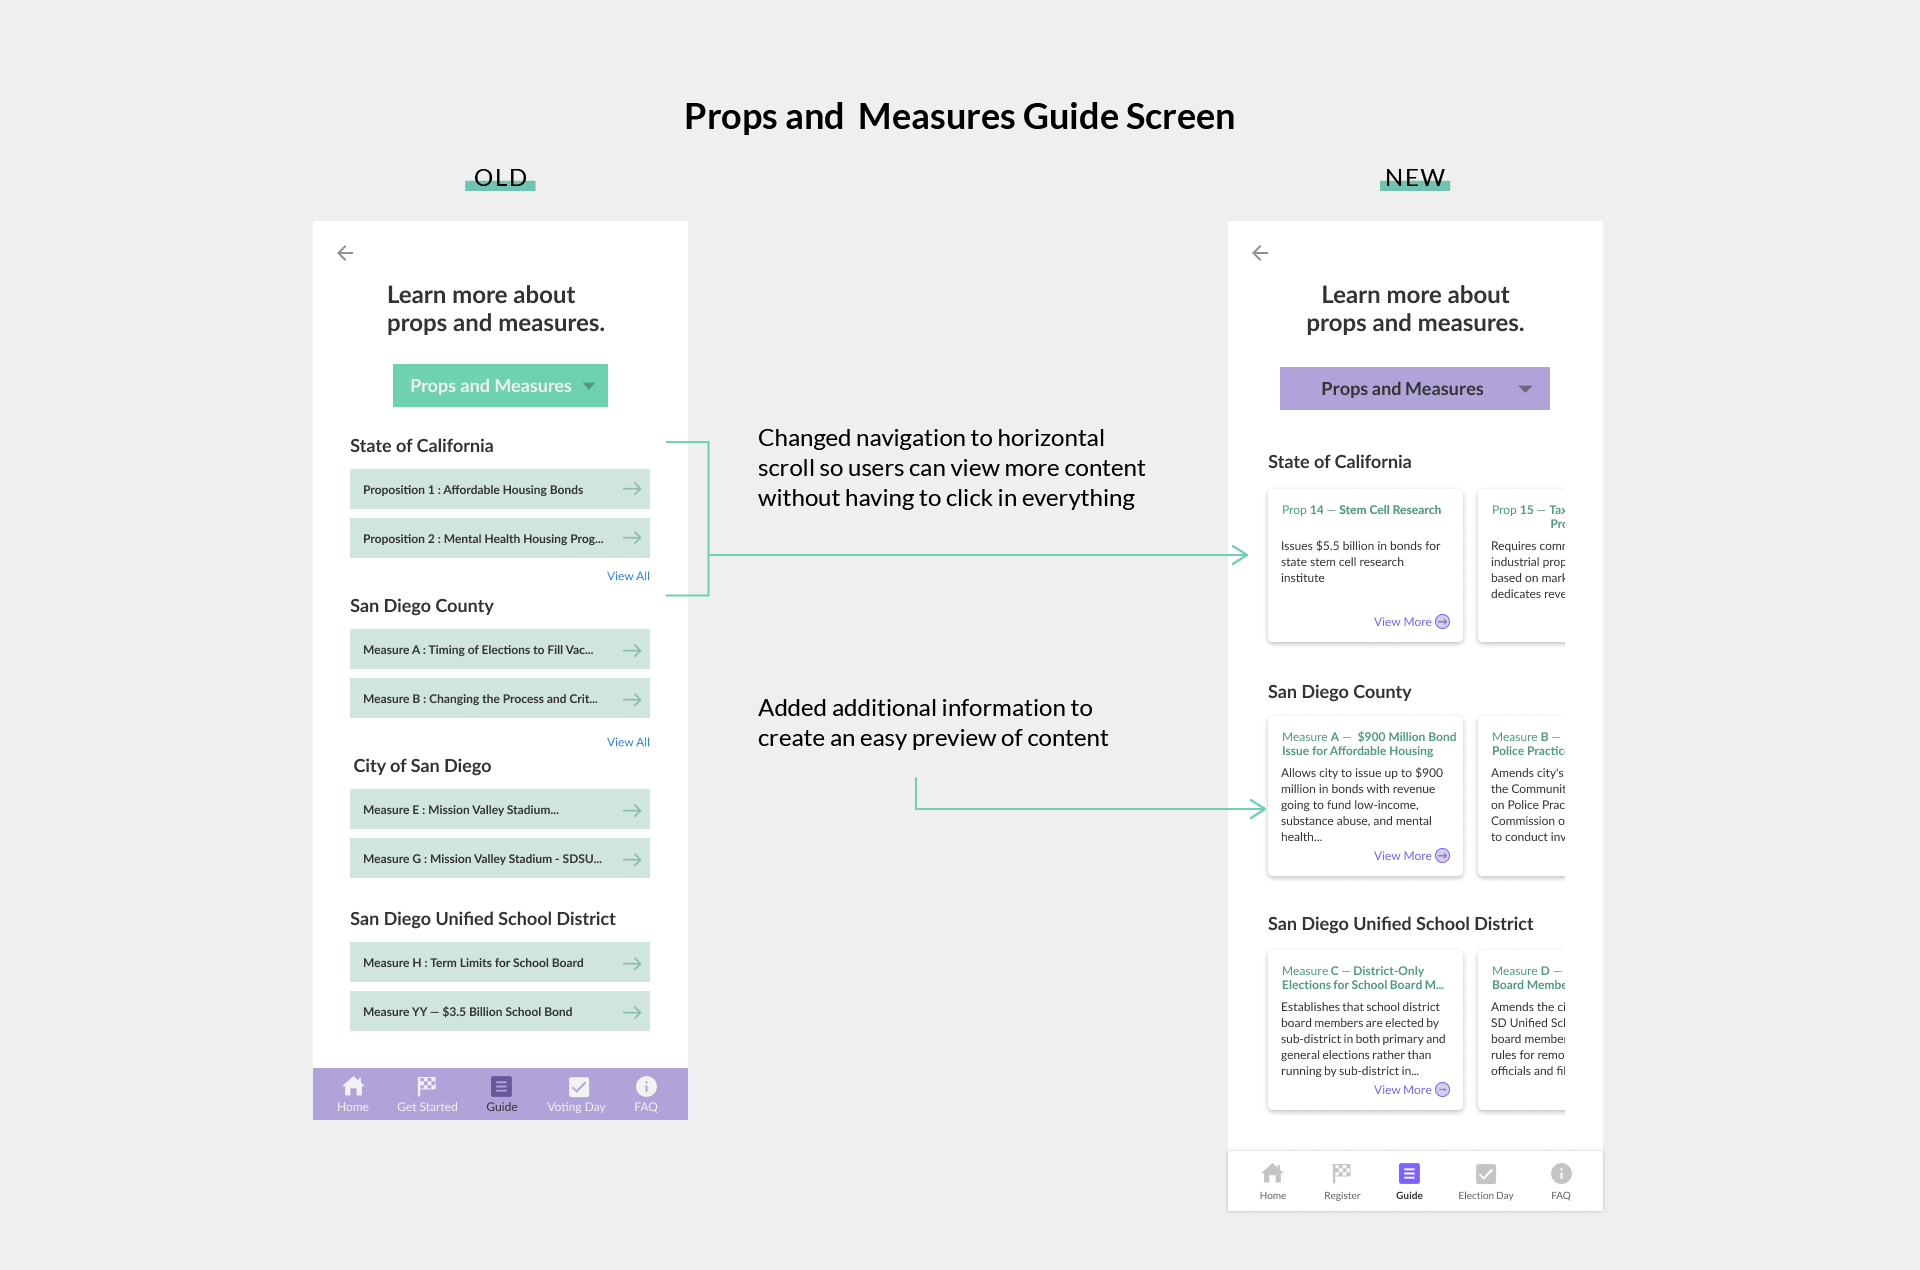 Props and Measures Guide Screen
OLD
Learn more about
props and measures.
Props and Measures
State of California
Proposition 1 : Affordable Housing Bonds
Proposition 2 : Mental Health Housing Prog...
View All
San Diego County
Measure A : Timing of Elections to Fill Vac...
Measure B : Changing the Process and Crit...
View All
City of San Diego
Measure E : Mission Valley Stadium...
Measure G : Mission Valley Stadium - SDSU...
San Diego Unified School District
Measure H : Term Limits for School Board
Measure YY — $3.5 Billion School Bond
Home
Get Started
Guide
Voting Day
FAQ
Changed navigation to horizontal
scroll so users can view more content
without having to click in everything
Added additional information to
create an easy preview of content
NEW
Learn more about
props and measures.
Props and Measures
State of California
Prop 14 — Stem Cell Research
Issues $5.5 billion in bonds for
state stem cell research
institute
View More
Prop 15 — Tax
Pro
Requires comm
industrial prop
based on mark
dedicates reve
San Diego County
Measure A — $900 Million Bond
Issue for Affordable Housing
Allows city to issue up to $900
million in bonds with revenue
going to fund low-income,
substance abuse, and mental
health...
View More
Measure B —
Police Practice
Amends city's
the Communit
on Police Prac
Commission o
to conduct inv
San Diego Unified School District
Measure C — District-Only
Elections for School Board M...
Establishes that school district
board members are elected by
sub-district in both primary and
general elections rather than
running by sub-district in...
View More
Measure D —
Board Membe
Amends the ci
SD Unified Sch
board member
rules for remo
officials and fil
Home
Register
Guide
Election Day
FAQ